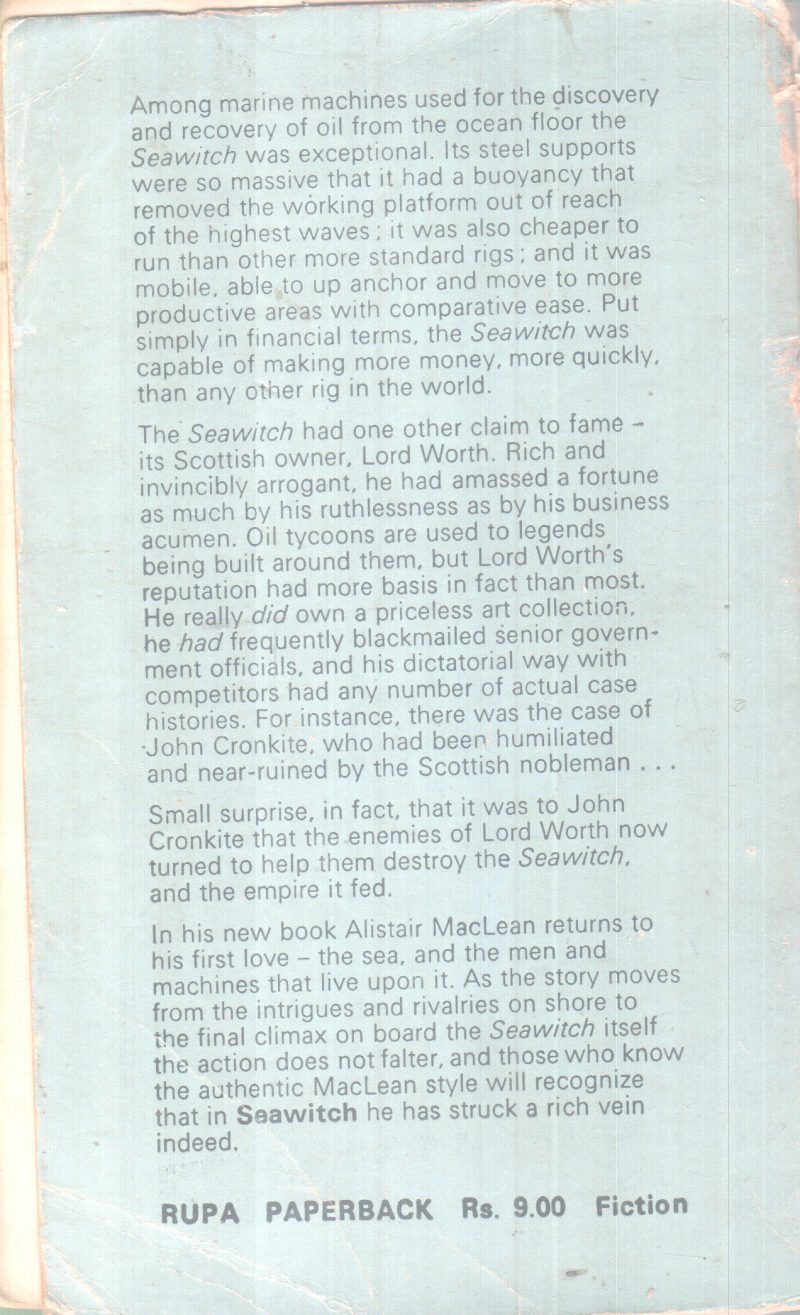 Among marine machines used for the discovery
and recovery of oil from the ocean floor the
Seawitch was exceptional. Its steel supports
were so massive that it had a buoyancy that
removed the working platform out of reach
of the highest waves; it was also cheaper to
run than other more standard rigs; and it was
mobile, able to up anchor and move to more
productive areas with comparative ease. Put
simply in financial terms, the Seawitch was
capable of making more money, more quickly,
than any other rig in the world.
The Seawitch had one other claim to fame –
its Scottish owner, Lord Worth. Rich and
invincibly arrogant, he had amassed a fortune
as much by his ruthlessness as by his business
acumen. Oil tycoons are used to legends
being built around them, but Lord Worth's
reputation had more basis in fact than most.
He really did own a priceless art collection,
he had frequently blackmailed senior govern-
ment officials, and his dictatorial way with
competitors had any number of actual case
histories. For instance, there was the case of
John Cronkite, who had been humiliated
and near-ruined by the Scottish nobleman . . .
Small surprise, in fact, that it was to John
Cronkite that the enemies of Lord Worth now
turned to help them destroy the Seawitch,
and the empire it fed.
In his new book Alistair MacLean returns to
his first love – the sea, and the men and
machines that live upon it. As the story moves
from the intrigues and rivalries on shore to
the final climax on board the Seawitch itself
the action does not falter, and those who know
the authentic MacLean style will recognize
that in Seawitch he has struck a rich vein
indeed.
RUPA PAPERBACK Rs. 9.00 Fiction